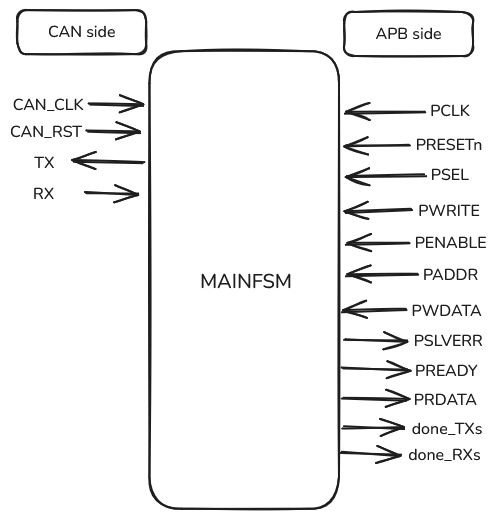 CAN side
APB side
CAN_CLK
CAN_RST
TX
RX
MAINFSM
PCLK
PRESETn
PSEL
PWRITE
PENABLE
PADDR
PWDATA
PSLVERR
PREADY
PRDATA
done_TXs
done_RXs